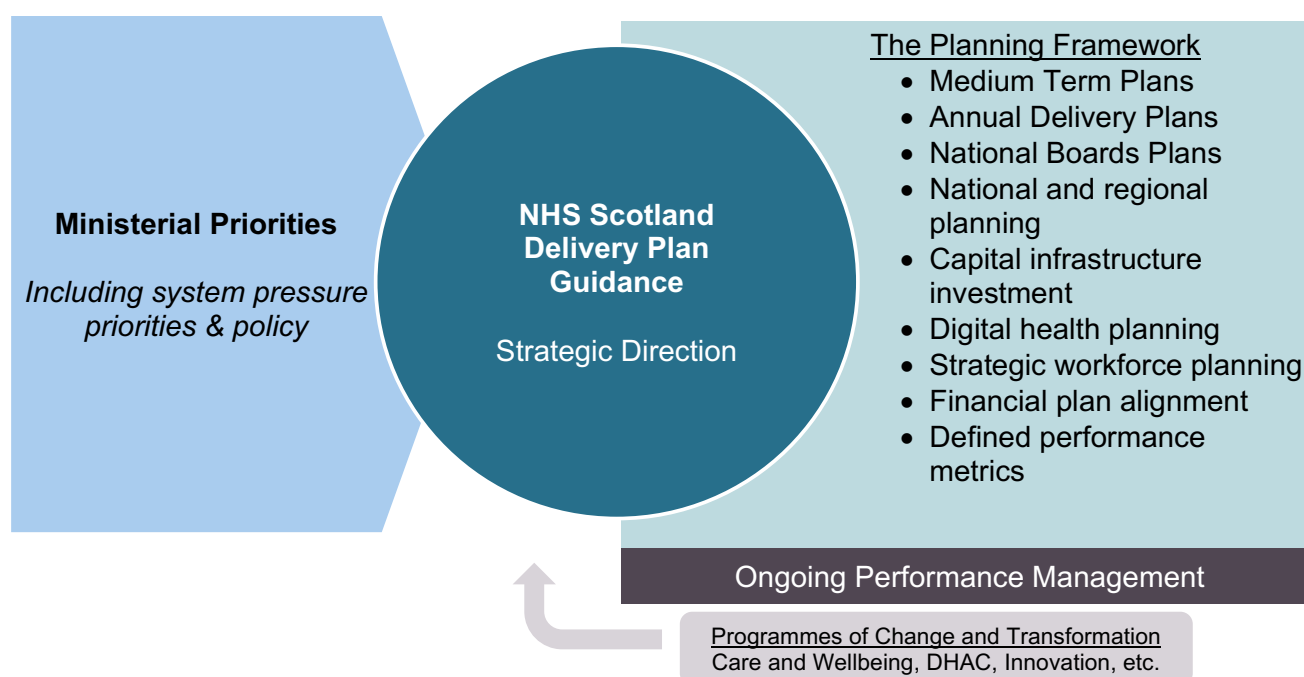 Ministerial Priorities
Including system pressure
priorities & policy
NHS Scotland
Delivery Plan
Guidance
Strategic Direction
The Planning Framework
• Medium Term Plans
• Annual Delivery Plans
• National Boards Plans
• National and regional
planning
• Capital infrastructure
investment
• Digital health planning
• Strategic workforce planning
• Financial plan alignment
• Defined performance
metrics
Ongoing Performance Management
Programmes of Change and Transformation
Care and Wellbeing, DHAC, Innovation, etc.